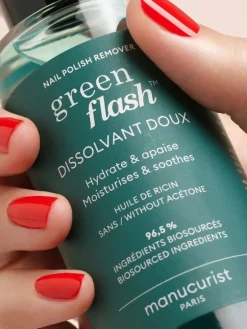 NAIL POLISH REMOVER
green
flash™
DISSOLVANT DOUX
Hydrate & apaise
Moisturises & soothes
HUILE DE RICIN
SANS / WITHOUT ACÉTONE
96.5 %
INGRÉDIENTS BIOSOURCÉS
BIOSOURCED INGREDIENTS
manucurist
PARIS